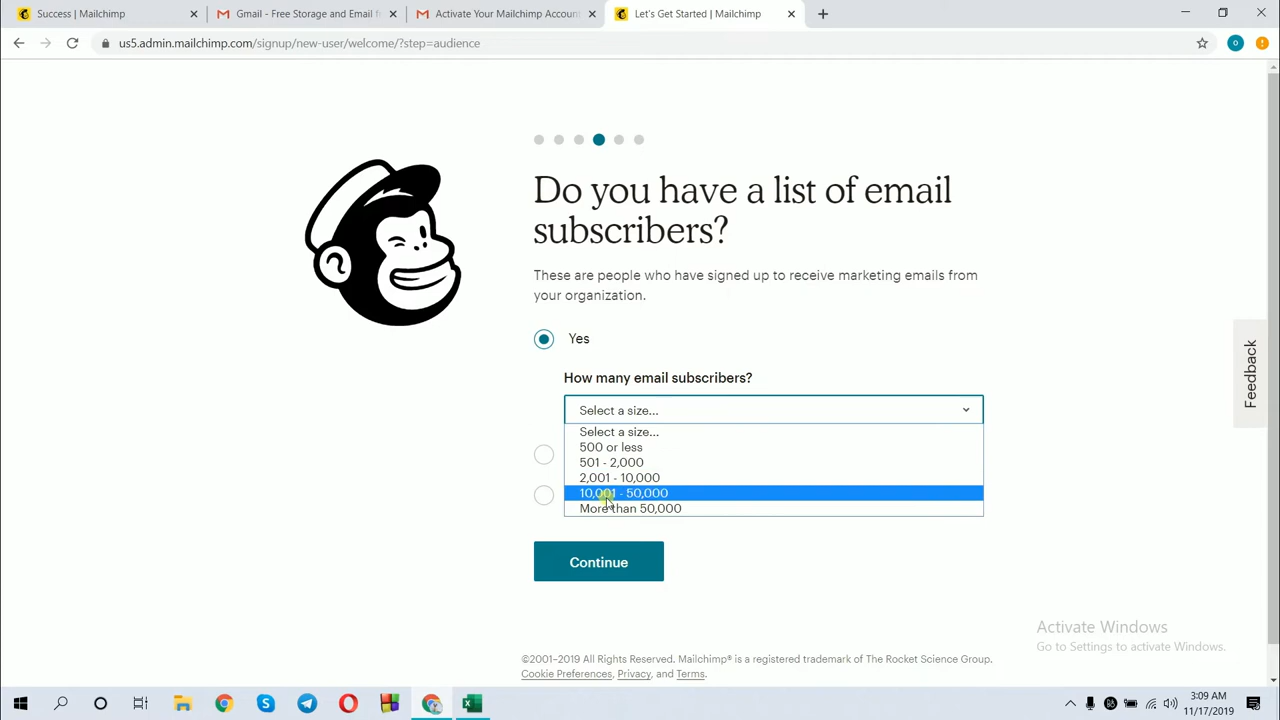 Success | Mailchimp
Gmail - Free Storage and Email f
Activate Your Mailchimp Account
Let's Get Started | Mailchimp
us5.admin.mailchimp.com/signup/new-user/welcome/?step=audience
O
Do you have a list of email
subscribers?
These are people who have signed up to receive marketing emails from
your organization.
Yes
How many email subscribers?
Select a size...
Select a size...
500 or less
501 - 2,000
2,001 - 10,000
10,001 - 50,000
More than 50,000
Continue
Feedback
Activate Windows
Go to Settings to activate Windows.
©2001–2019 All Rights Reserved. Mailchimp® is a registered trademark of The Rocket Science Group.
Cookie Preferences, Privacy, and Terms.
3:09 AM
11/17/2019